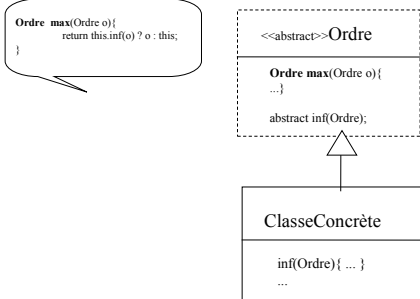 Ordre max(Ordre o){
return this.inf(o) ? o : this;
}
<<abstract>>Ordre
Ordre max(Ordre o){
...}
abstract inf(Ordre);
ClasseConcrète
inf(Ordre){ ... }
...